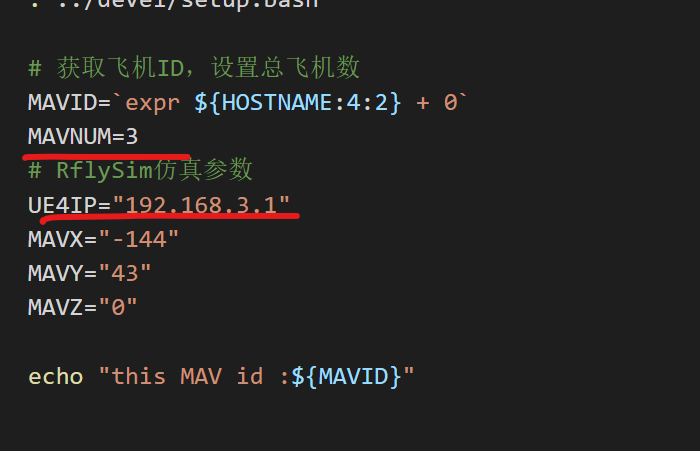 . ../devel/setup.bash
# 获取飞机ID，设置总飞机数
MAVID=`expr ${HOSTNAME:4:2} + 0`
MAVNUM=3
# RflySim仿真参数
UE4IP="192.168.3.1"
MAVX="-144"
MAVY="43"
MAVZ="0"
echo "this MAV id :${MAVID}"